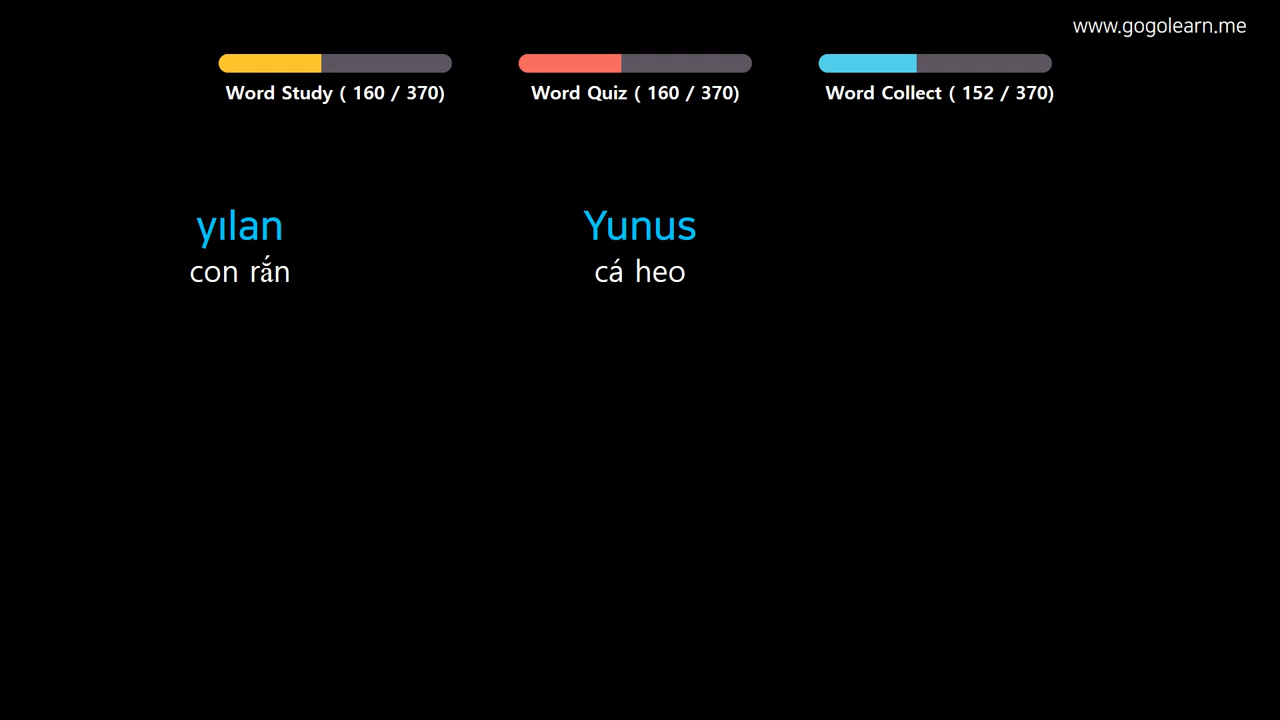 www.gogolearn.me
Word Study ( 160 / 370)
Word Quiz ( 160 / 370)
Word Collect ( 152 / 370)
yılan
con rắn
Yunus
cá heo